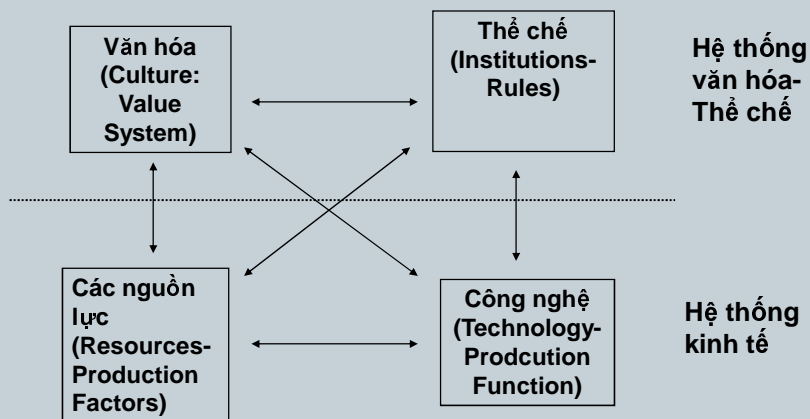 Văn hóa
(Culture:
Value
System)
Thể chế
(Institutions-
Rules)
Hệ thống
văn hóa-
Thể chế
Các nguồn
lực
(Resources-
Production
Factors)
Công nghệ
(Technology-
Prodcution
Function)
Hệ thống
kinh tế